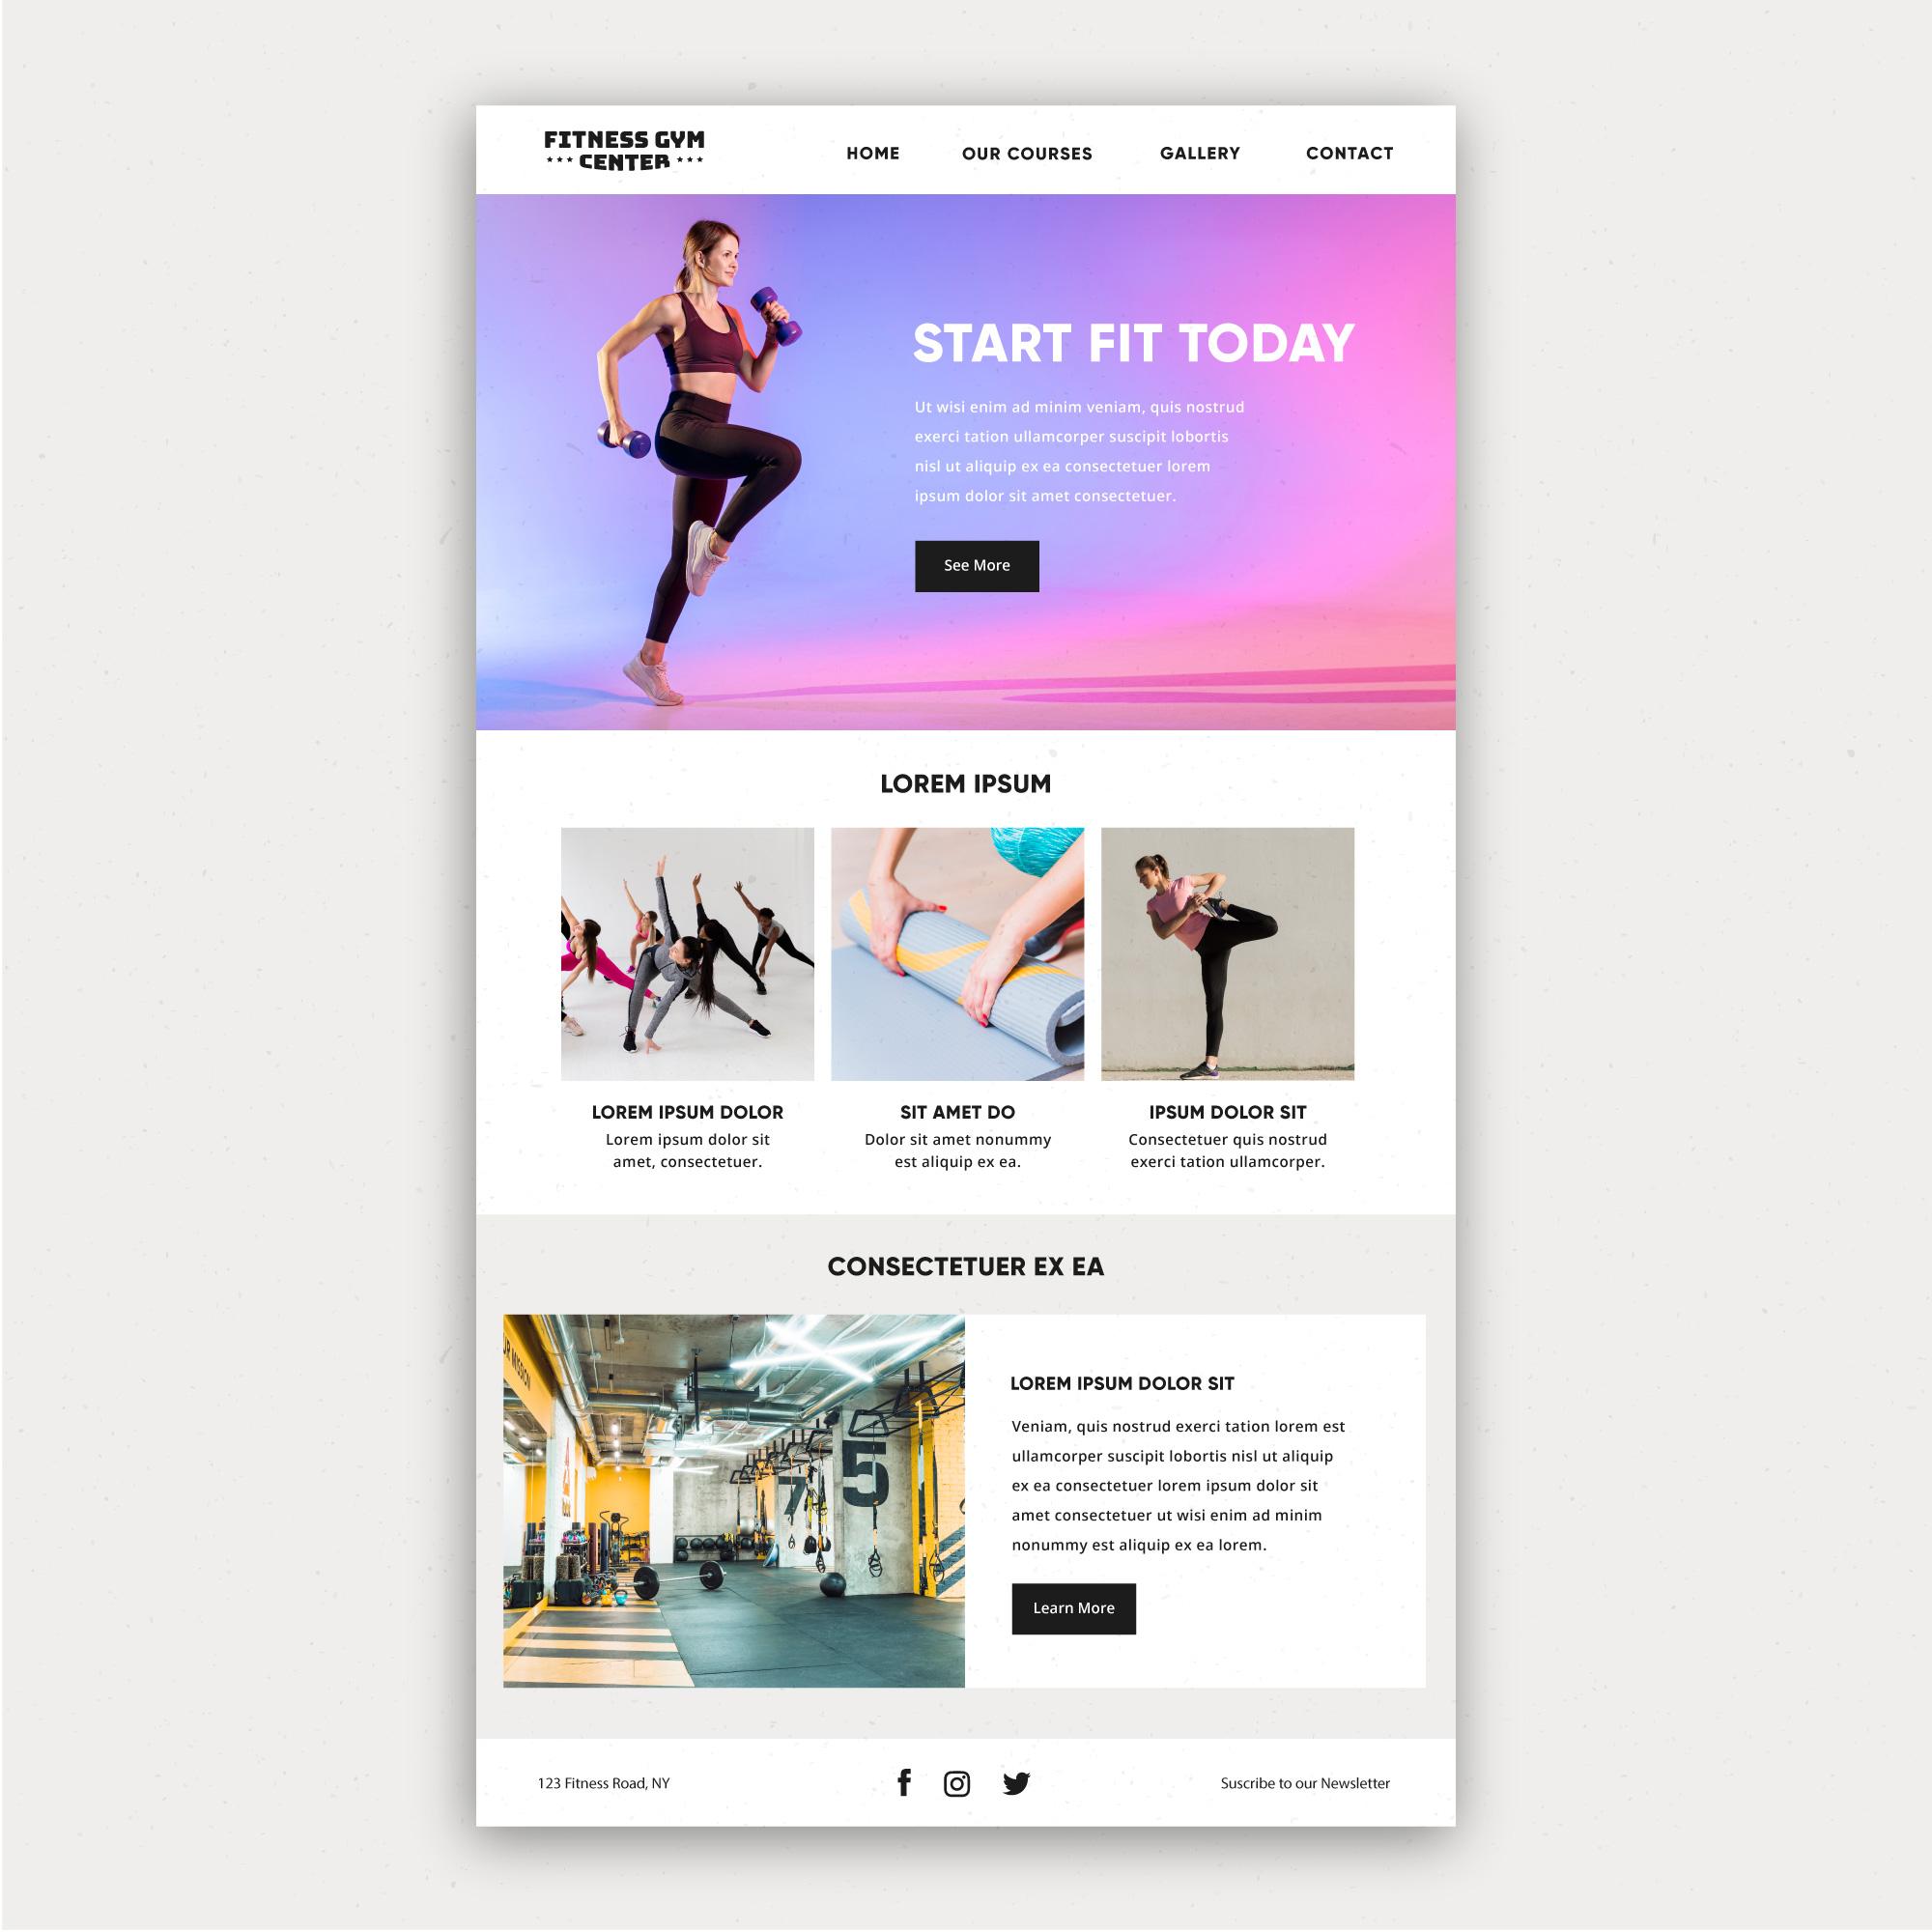 FITNESS GYM
CENTER
HOME
OUR COURSES
GALLERY
CONTACT
START FIT TODAY
Ut wisi enim ad minim veniam, quis nostrud
exerci tation ullamcorper suscipit lobortis
nisl ut aliquip ex ea consectetuer lorem
ipsum dolor sit amet consectetuer.
See More
LOREM IPSUM
LOREM IPSUM DOLOR
Lorem ipsum dolor sit
amet, consectetuer.
SIT AMET DO
Dolor sit amet nonummy
est aliquip ex ea.
IPSUM DOLOR SIT
Consectetuer quis nostrud
exerci tation ullamcorper.
CONSECTETUER EX EA
MISSION
7
5
LOREM IPSUM DOLOR SIT
Veniam, quis nostrud exerci tation lorem est
ullamcorper suscipit lobortis nisl ut aliquip
ex ea consectetuer lorem ipsum dolor sit
amet consectetuer ut wisi enim ad minim
nonummy est aliquip ex ea lorem.
Learn More
123 Fitness Road, NY
Suscribe to our Newsletter